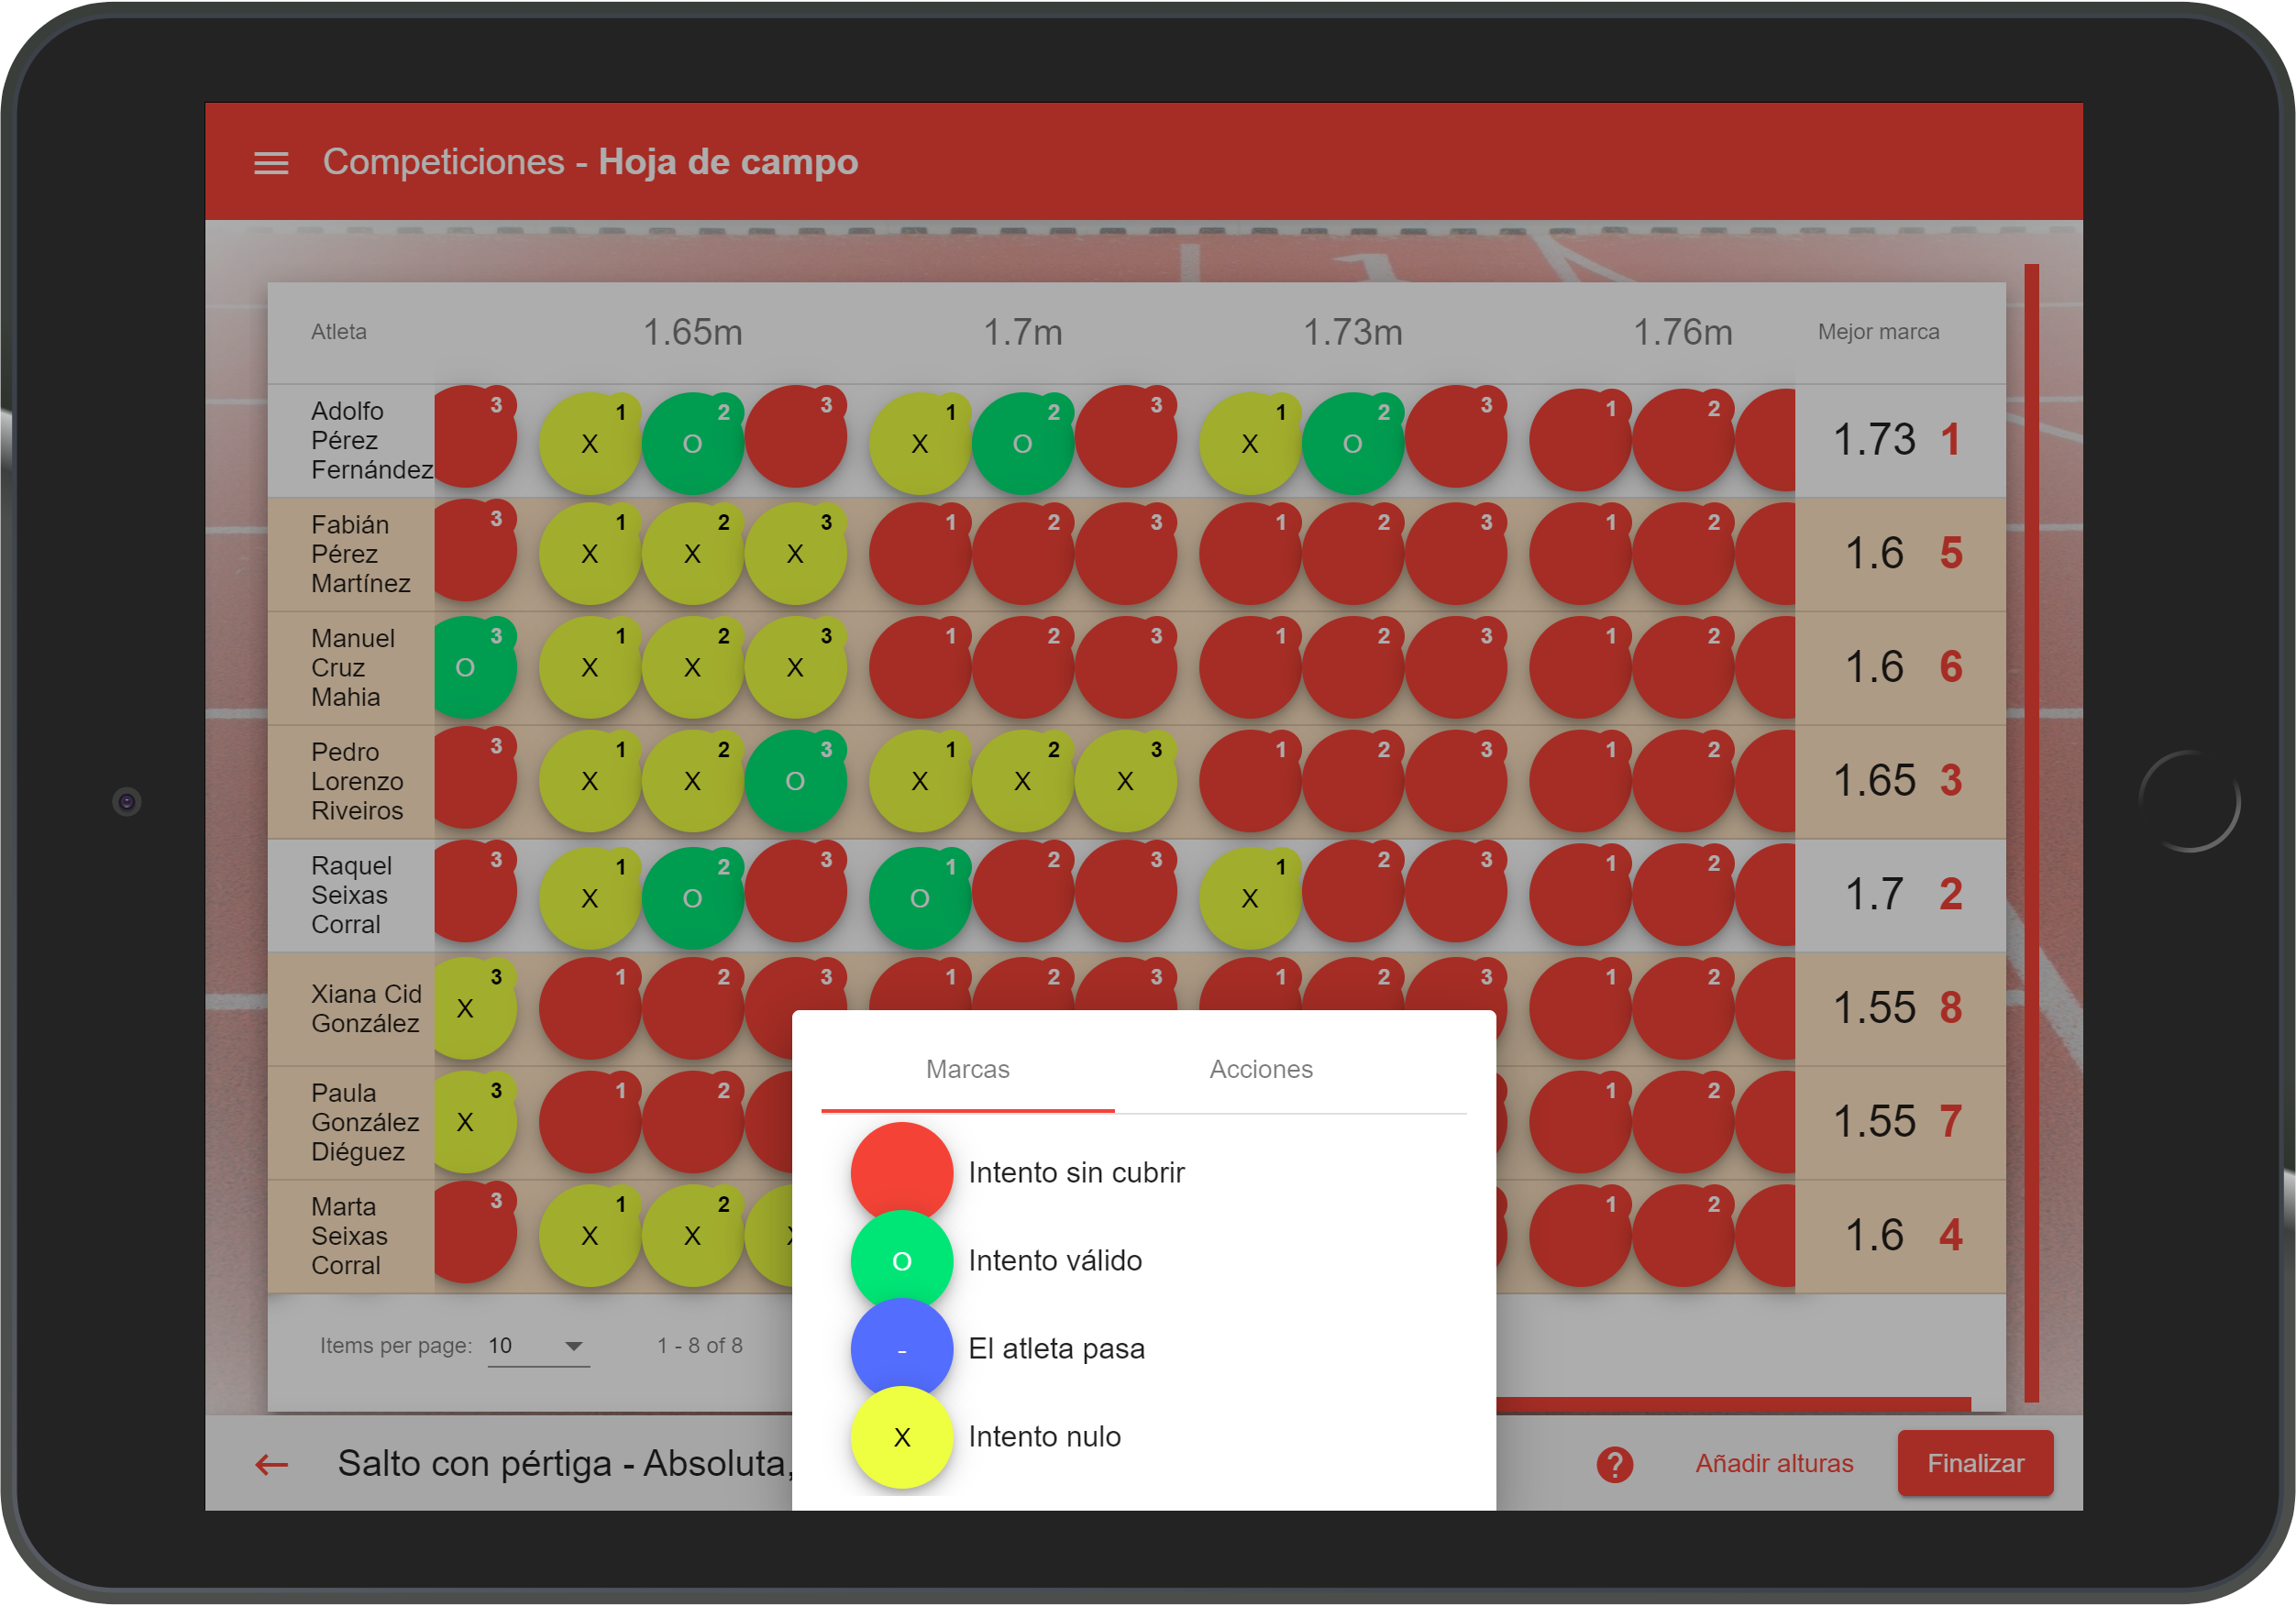 Competiciones - Hoja de campo
Atleta 1.65m 1.7m 1.73m 1.76m Mejor marca
Adolfo
Pérez
Fernández
3 X 1 O 2 3 X 1 O 2 3 X 1 O 2 3 1 2
1.73 1
Fabián
Pérez
Martínez
3 X 1 X 2 X 3 1 2 3 1 2 3 1 2
1.6 5
Manuel
Cruz
Mahia
O 3 X 1 X 2 X 3 1 2 3 1 2 3 1 2
1.6 6
Pedro
Lorenzo
Riveiros
3 X 1 X 2 O 3 X 1 X 2 X 3 1 2 3 1 2
1.65 3
Raquel
Seixas
Corral
3 X 1 O 2 3 O 1 2 3 X 1 2 3 1 2
1.7 2
Xiana Cid
González
X 3 1 2 3 1 2 3 1 2 3 1 2
1.55 8
Paula
González
Diéguez
X 3 1 2 1 2
1.55 7
Marta
Seixas
Corral
3 X 1 X 2 X 1 2
1.6 4
Items per page: 10 1 - 8 of 8
Marcas Acciones
Intento sin cubrir
O Intento válido
- El atleta pasa
X Intento nulo
Salto con pértiga - Absoluta,
? Añadir alturas Finalizar